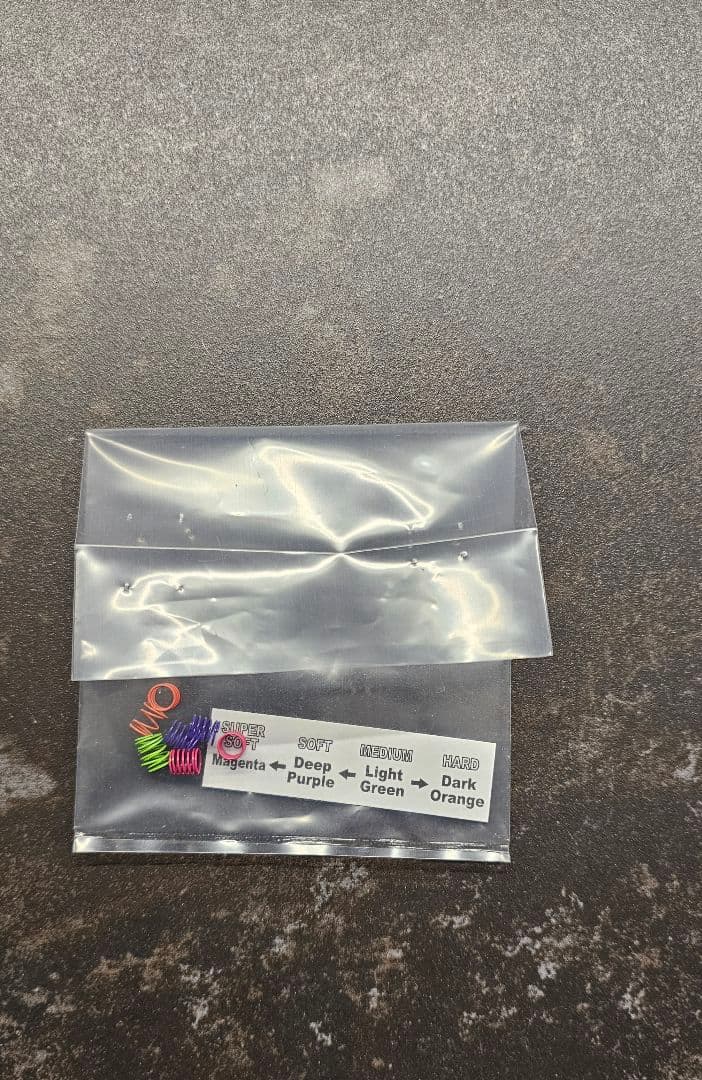 SUPER SOFT MEDIUM HARD
SOFT
Magenta ← Deep Purple ← Light Green → Dark Orange